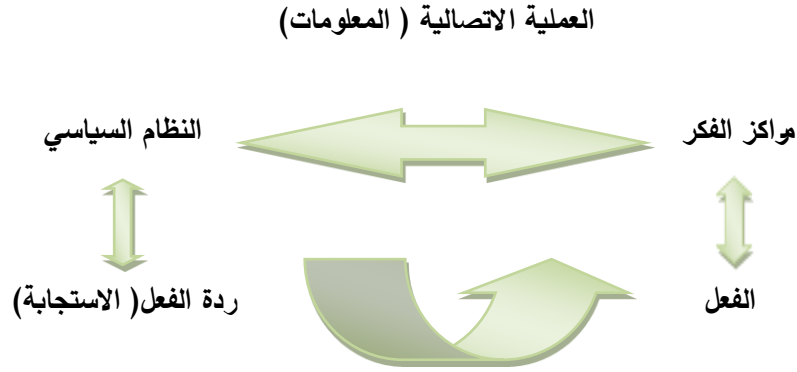 العملية الاتصالية ( المعلومات)
مراكز الفكر
النظام السياسي
الفعل
ردة الفعل( الاستجابة)